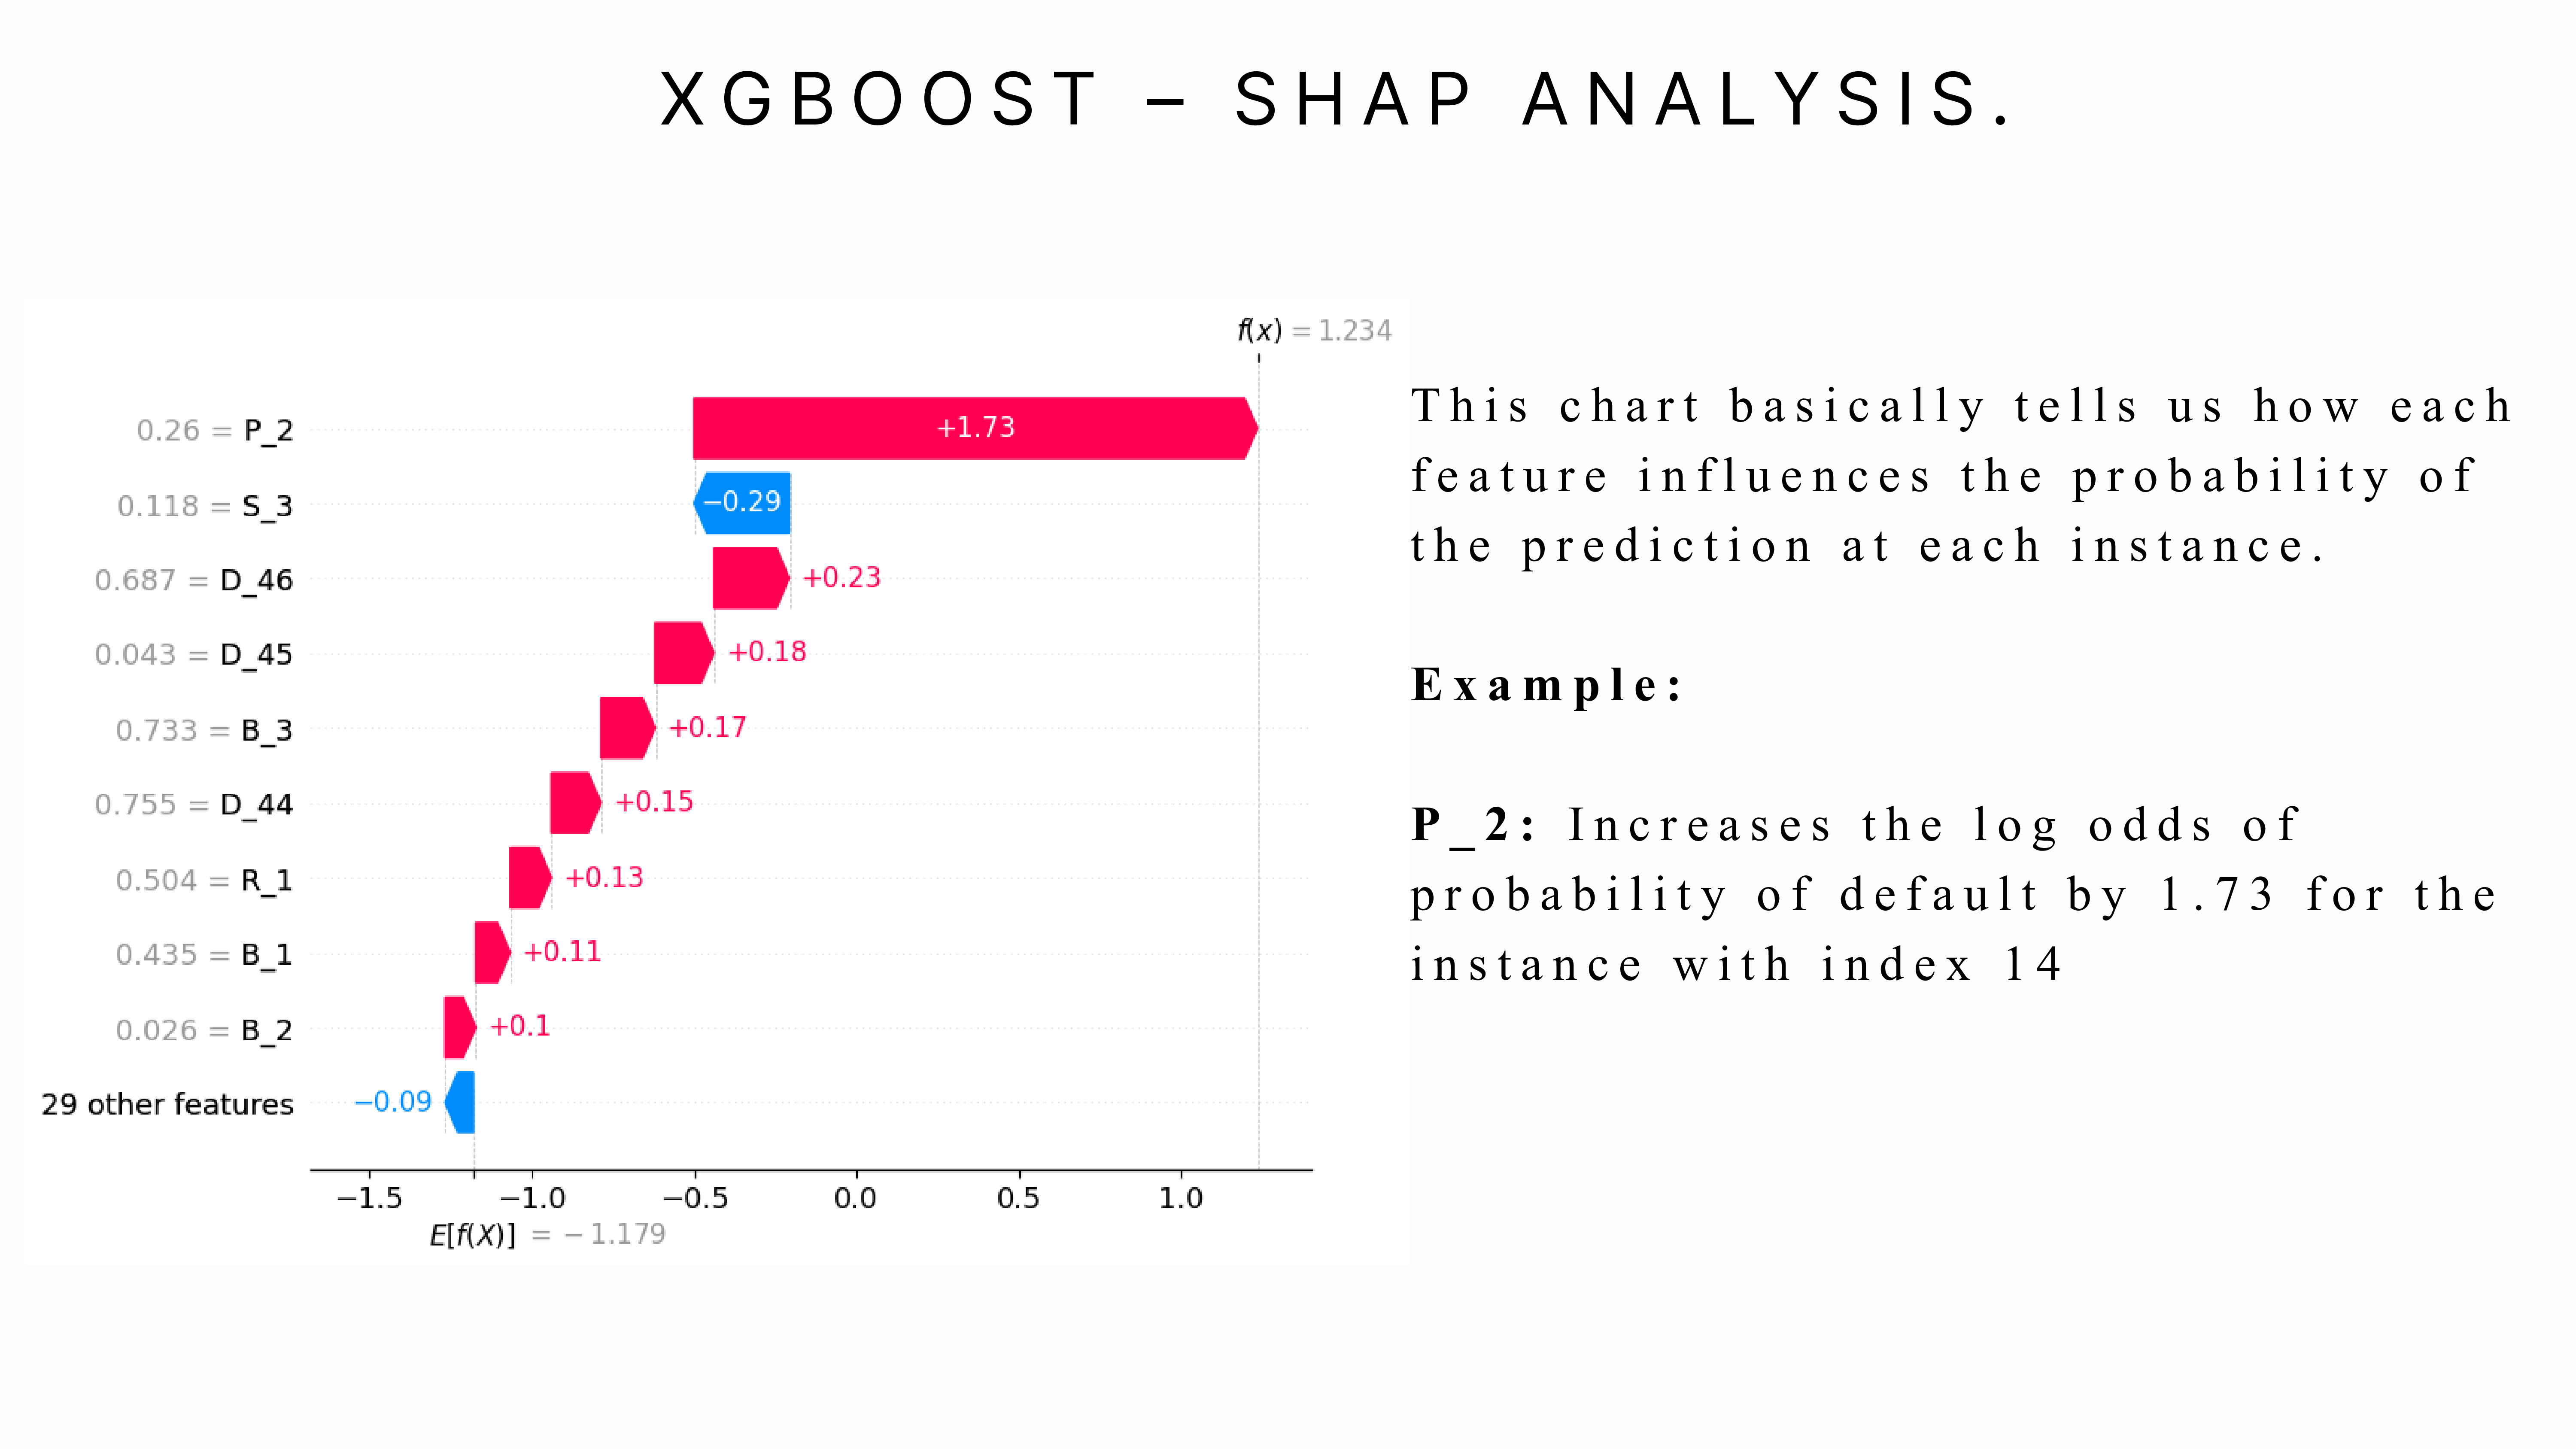 XGBOOST – SHAP ANALYSIS.
f(x) = 1.234
0.26 = P_2
+1.73
0.118 = S_3
−0.29
0.687 = D_46
+0.23
0.043 = D_45
+0.18
0.733 = B_3
+0.17
0.755 = D_44
+0.15
0.504 = R_1
+0.13
0.435 = B_1
+0.11
0.026 = B_2
+0.1
29 other features
−0.09
−1.5 −1.0 −0.5 0.0 0.5 1.0
E[f(X)] = −1.179
This chart basically tells us how each
feature influences the probability of
the prediction at each instance.
Example:
P_2: Increases the log odds of
probability of default by 1.73 for the
instance with index 14